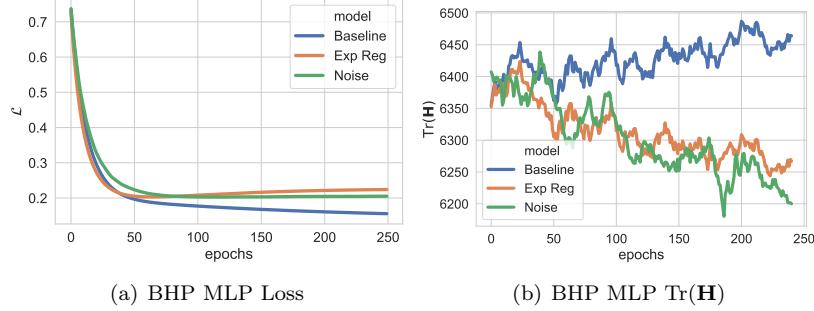 0.7
0.6
0.5
0.4
0.3
0.2
ℒ
model
Baseline
Exp Reg
Noise
0 50 100 150 200 250
epochs
(a) BHP MLP Loss
6500
6450
6400
6350
6300
6250
6200
Tr(H)
model
Baseline
Exp Reg
Noise
0 50 100 150 200 250
epochs
(b) BHP MLP Tr(H)